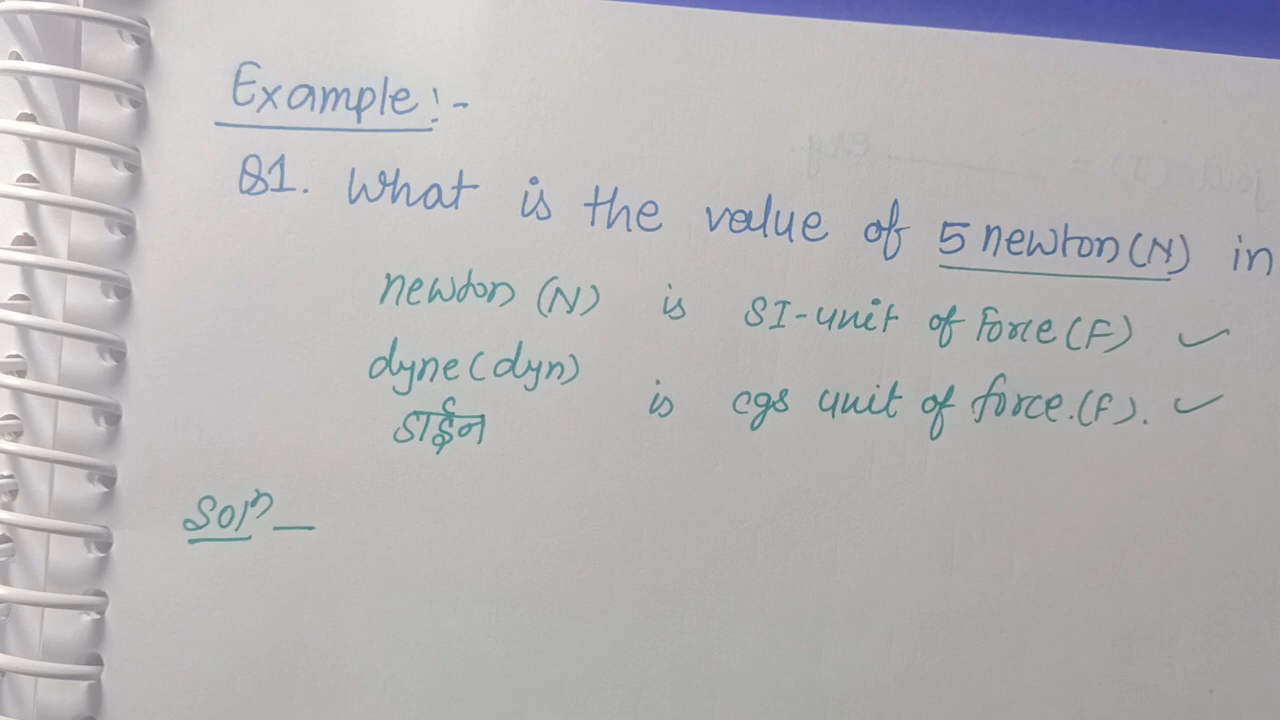 Example:-
Q1. What is the value of 5 newton(N) in
newton (N) is SI-unit of Force(F)
dyne(dyn) is cgs unit of force.(F).
डाईन
Soln